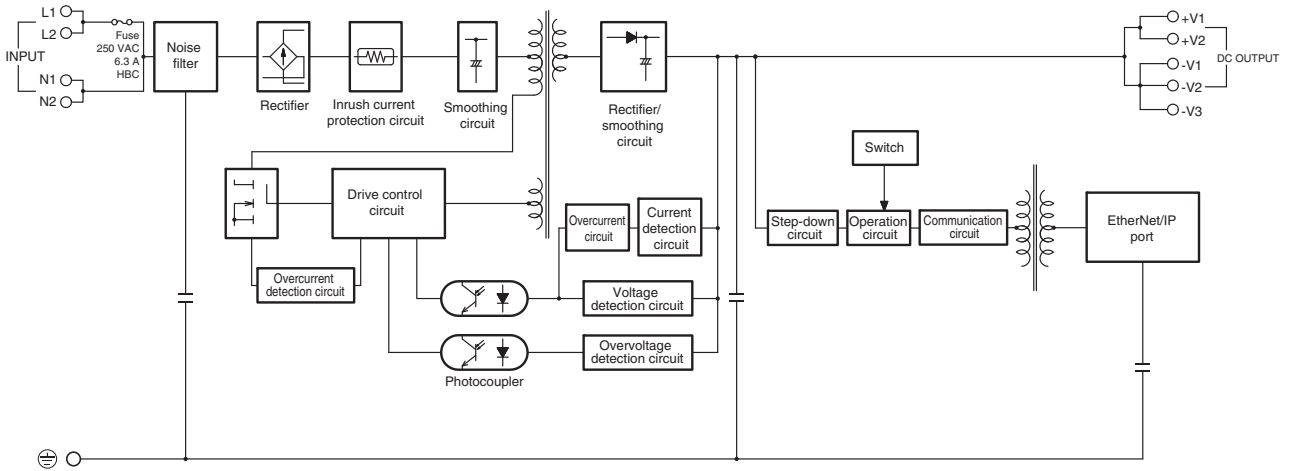 L1
L2
INPUT
N1
N2
Fuse
250 VAC
6.3 A
HBC
Noise
filter
Rectifier
Inrush current
protection circuit
Smoothing
circuit
Rectifier/
smoothing
circuit
+V1
+V2
-V1
-V2
-V3
DC OUTPUT
Drive control
circuit
Overcurrent
detection circuit
Overcurrent
circuit
Current
detection
circuit
Voltage
detection circuit
Overvoltage
detection circuit
Photocoupler
Switch
Step-down
circuit
Operation
circuit
Communication
circuit
EtherNet/IP
port